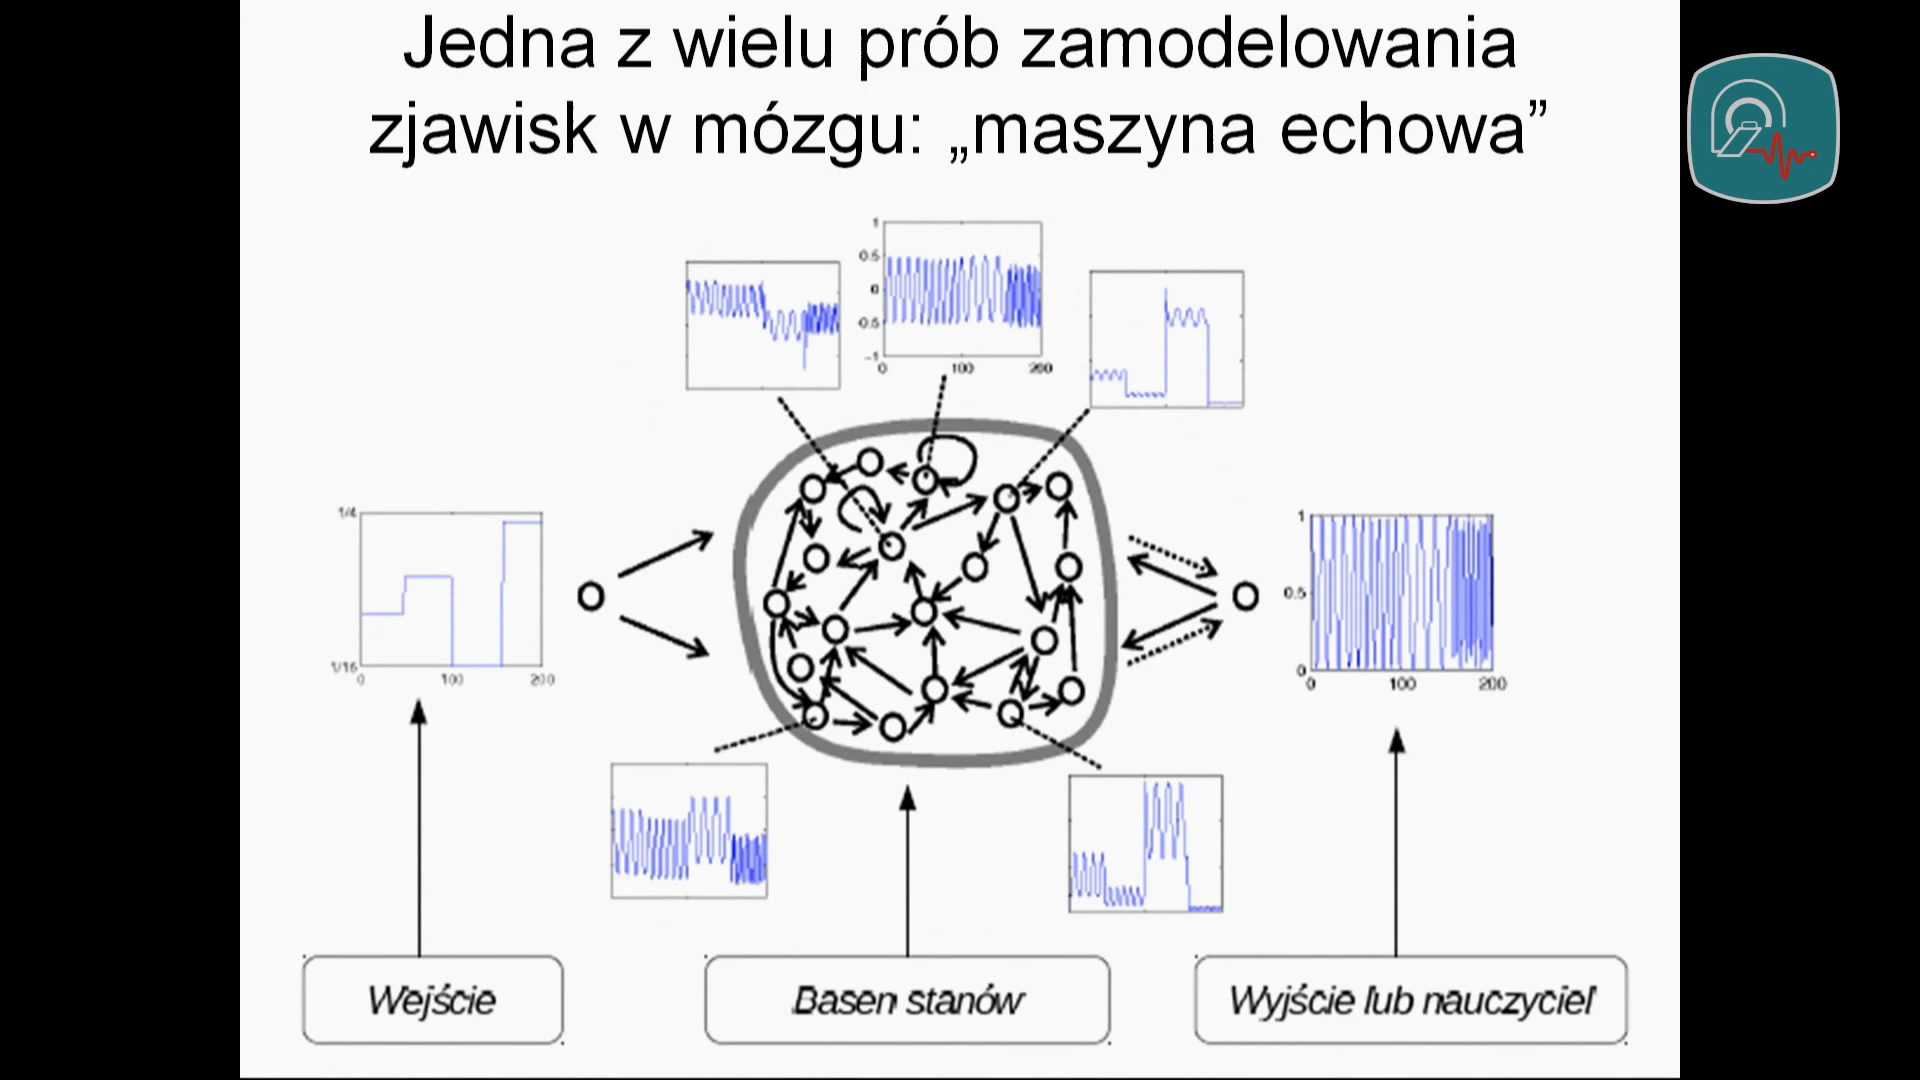 Jedna z wielu prób zamodelowania
zjawisk w mózgu: „maszyna echowa”
1
0.5
0
-0.5
-1
0 100 200
1/4
1/16
0 100 200
1
0.5
0
0 100 200
Wejście
Basen stanów
Wyjście lub nauczyciel